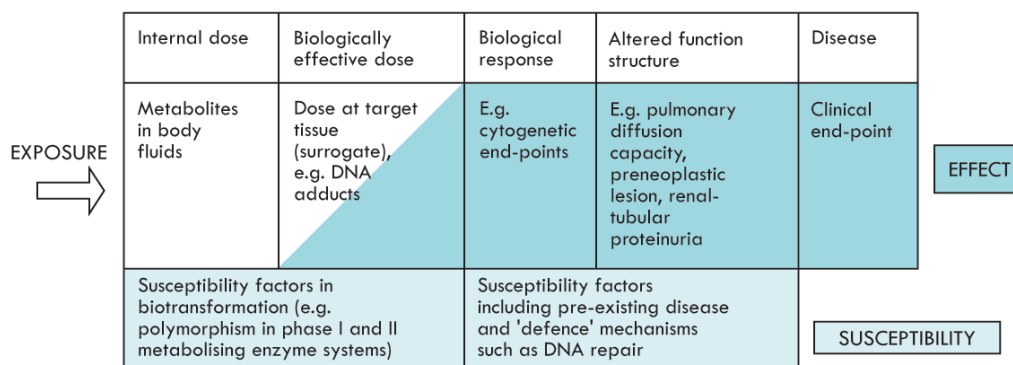 Internal dose
Biologically
effective dose
Biological
response
Altered function
structure
Disease
EXPOSURE
Metabolites
in body
fluids
Dose at target
tissue
(surrogate),
e.g. DNA
adducts
E.g.
cytogenetic
end-points
E.g. pulmonary
diffusion
capacity,
preneoplastic
lesion, renal-
tubular
proteinuria
Clinical
end-point
EFFECT
Susceptibility factors in
biotransformation (e.g.
polymorphism in phase I and II
metabolising enzyme systems)
Susceptibility factors
including pre-existing disease
and 'defence' mechanisms
such as DNA repair
SUSCEPTIBILITY